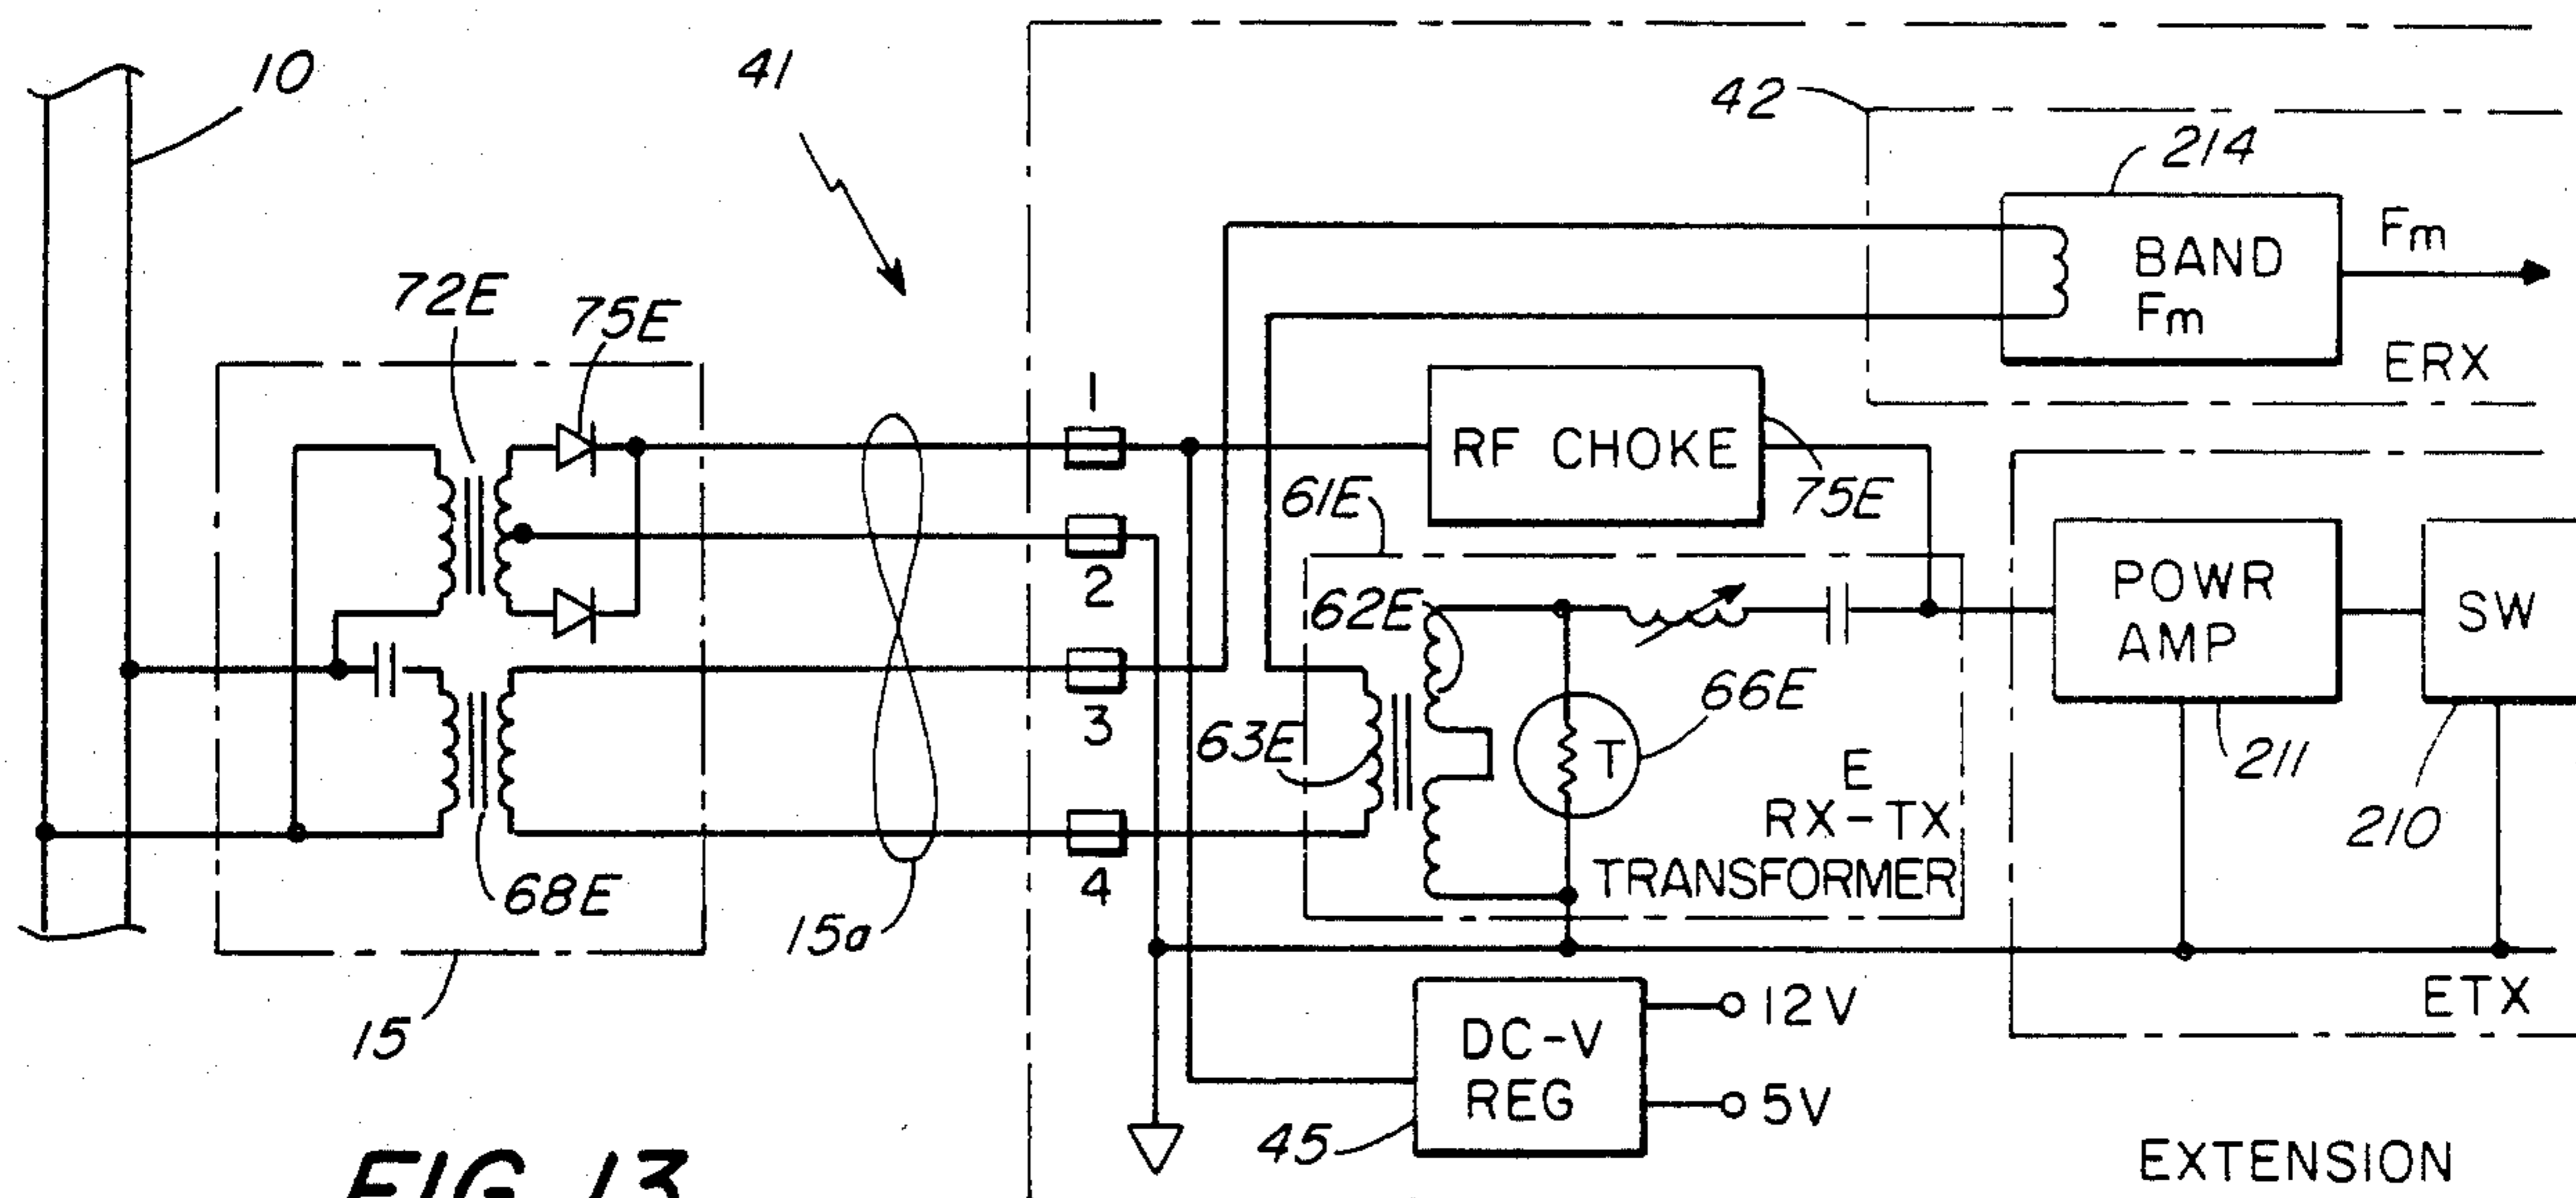 10
41
42
214
BAND
Fm
Fm
ERX
72E
75E
1
RF CHOKE
75E
61E
2
62E
POWR
AMP
SW
3
63E
T
66E
E
RX-TX
TRANSFORMER
211
210
68E
4
15a
15
ETX
DC-V
REG
12V
5V
45
FIG. 13
EXTENSION